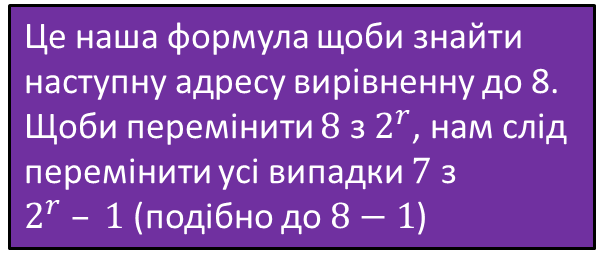 Це наша формула щоби знайти
наступну адресу вирівненну до 8.
Щоби перемінити 8 з 2^r, нам слід
перемінити усі випадки 7 з
2^r – 1 (подібно до 8 − 1)